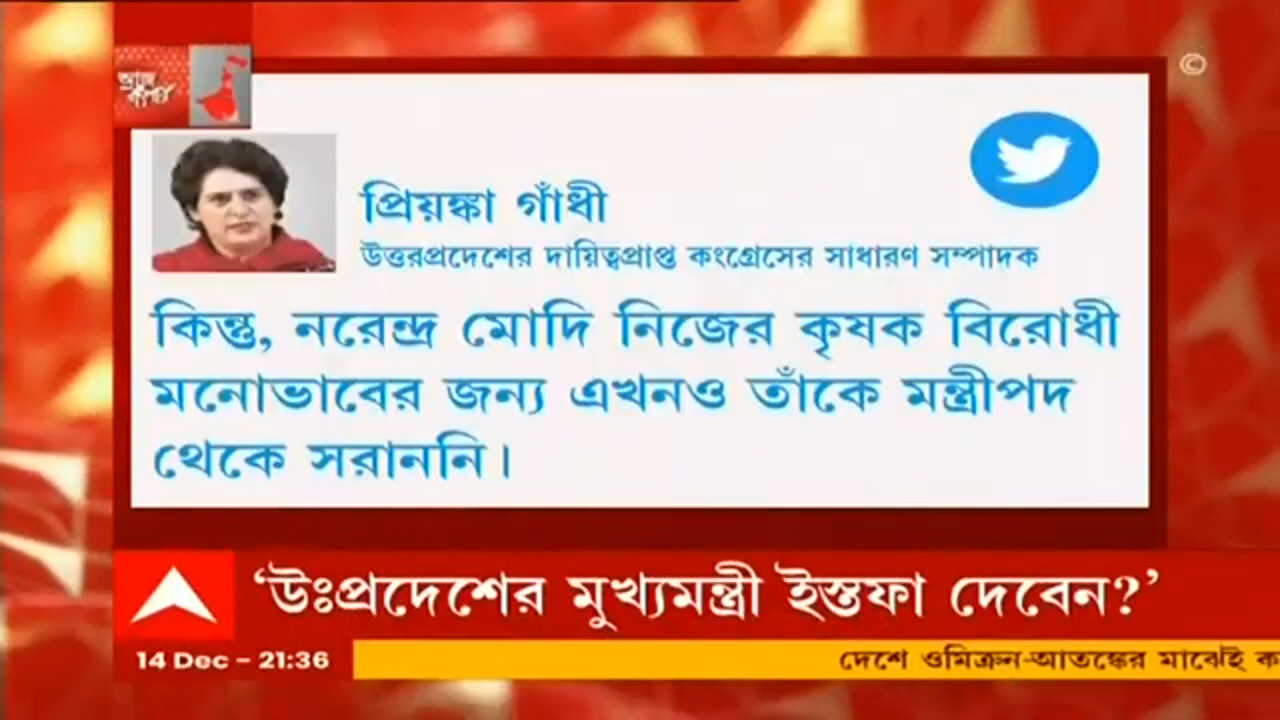 আজ বাংলায়
©
প্রিয়ঙ্কা গাঁধী
উত্তরপ্রদেশের দায়িত্বপ্রাপ্ত কংগ্রেসের সাধারণ সম্পাদক
কিন্তু, নরেন্দ্র মোদি নিজের কৃষক বিরোধী
মনোভাবের জন্য এখনও তাঁকে মন্ত্রীপদ
থেকে সরাননি।
‘উঃপ্রদেশের মুখ্যমন্ত্রী ইস্তফা দেবেন?’
14 Dec - 21:36
দেশে ওমিক্রন-আতঙ্কের মাঝেই ক